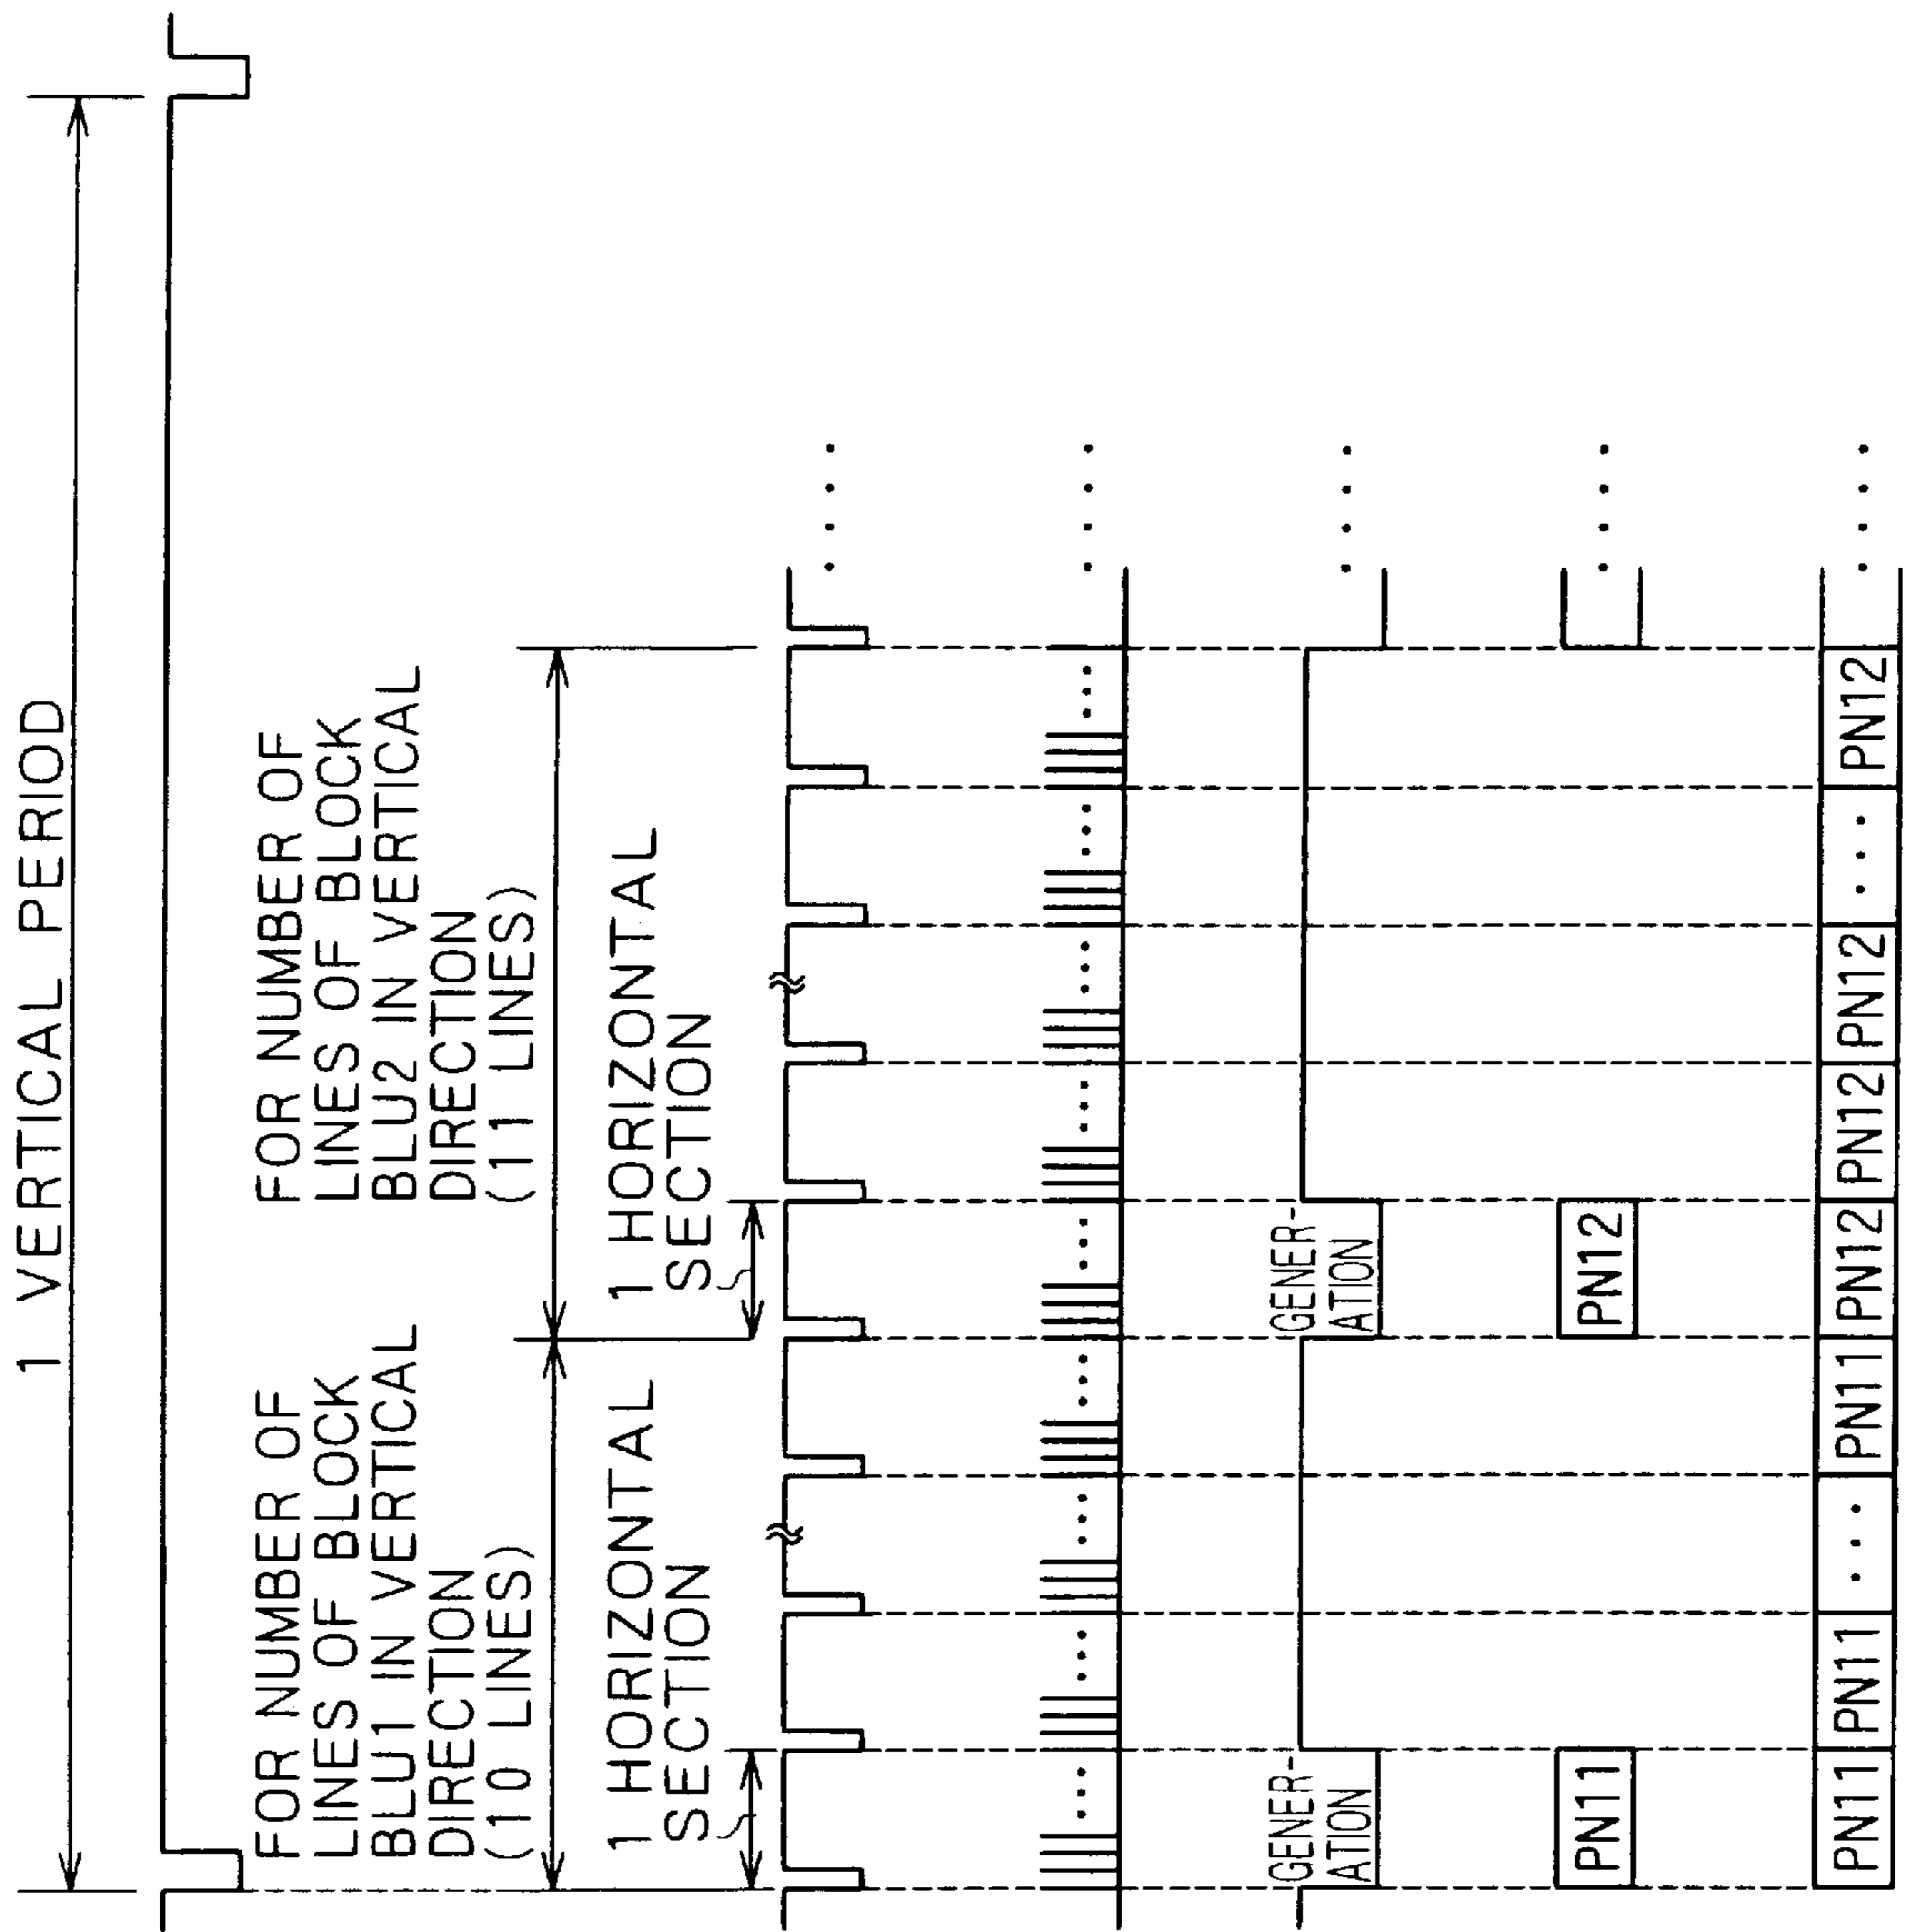 1 VERTICAL PERIOD
FOR NUMBER OF
LINES OF BLOCK
BLU1 IN VERTICAL
DIRECTION
(10 LINES)
FOR NUMBER OF
LINES OF BLOCK
BLU2 IN VERTICAL
DIRECTION
(11 LINES)
1 HORIZONTAL
SECTION
1 HORIZONTAL
SECTION
GENER-
ATION
GENER-
ATION
PN11
PN12
PN11 PN11 ... PN11 PN12 PN12 PN12 ... PN12